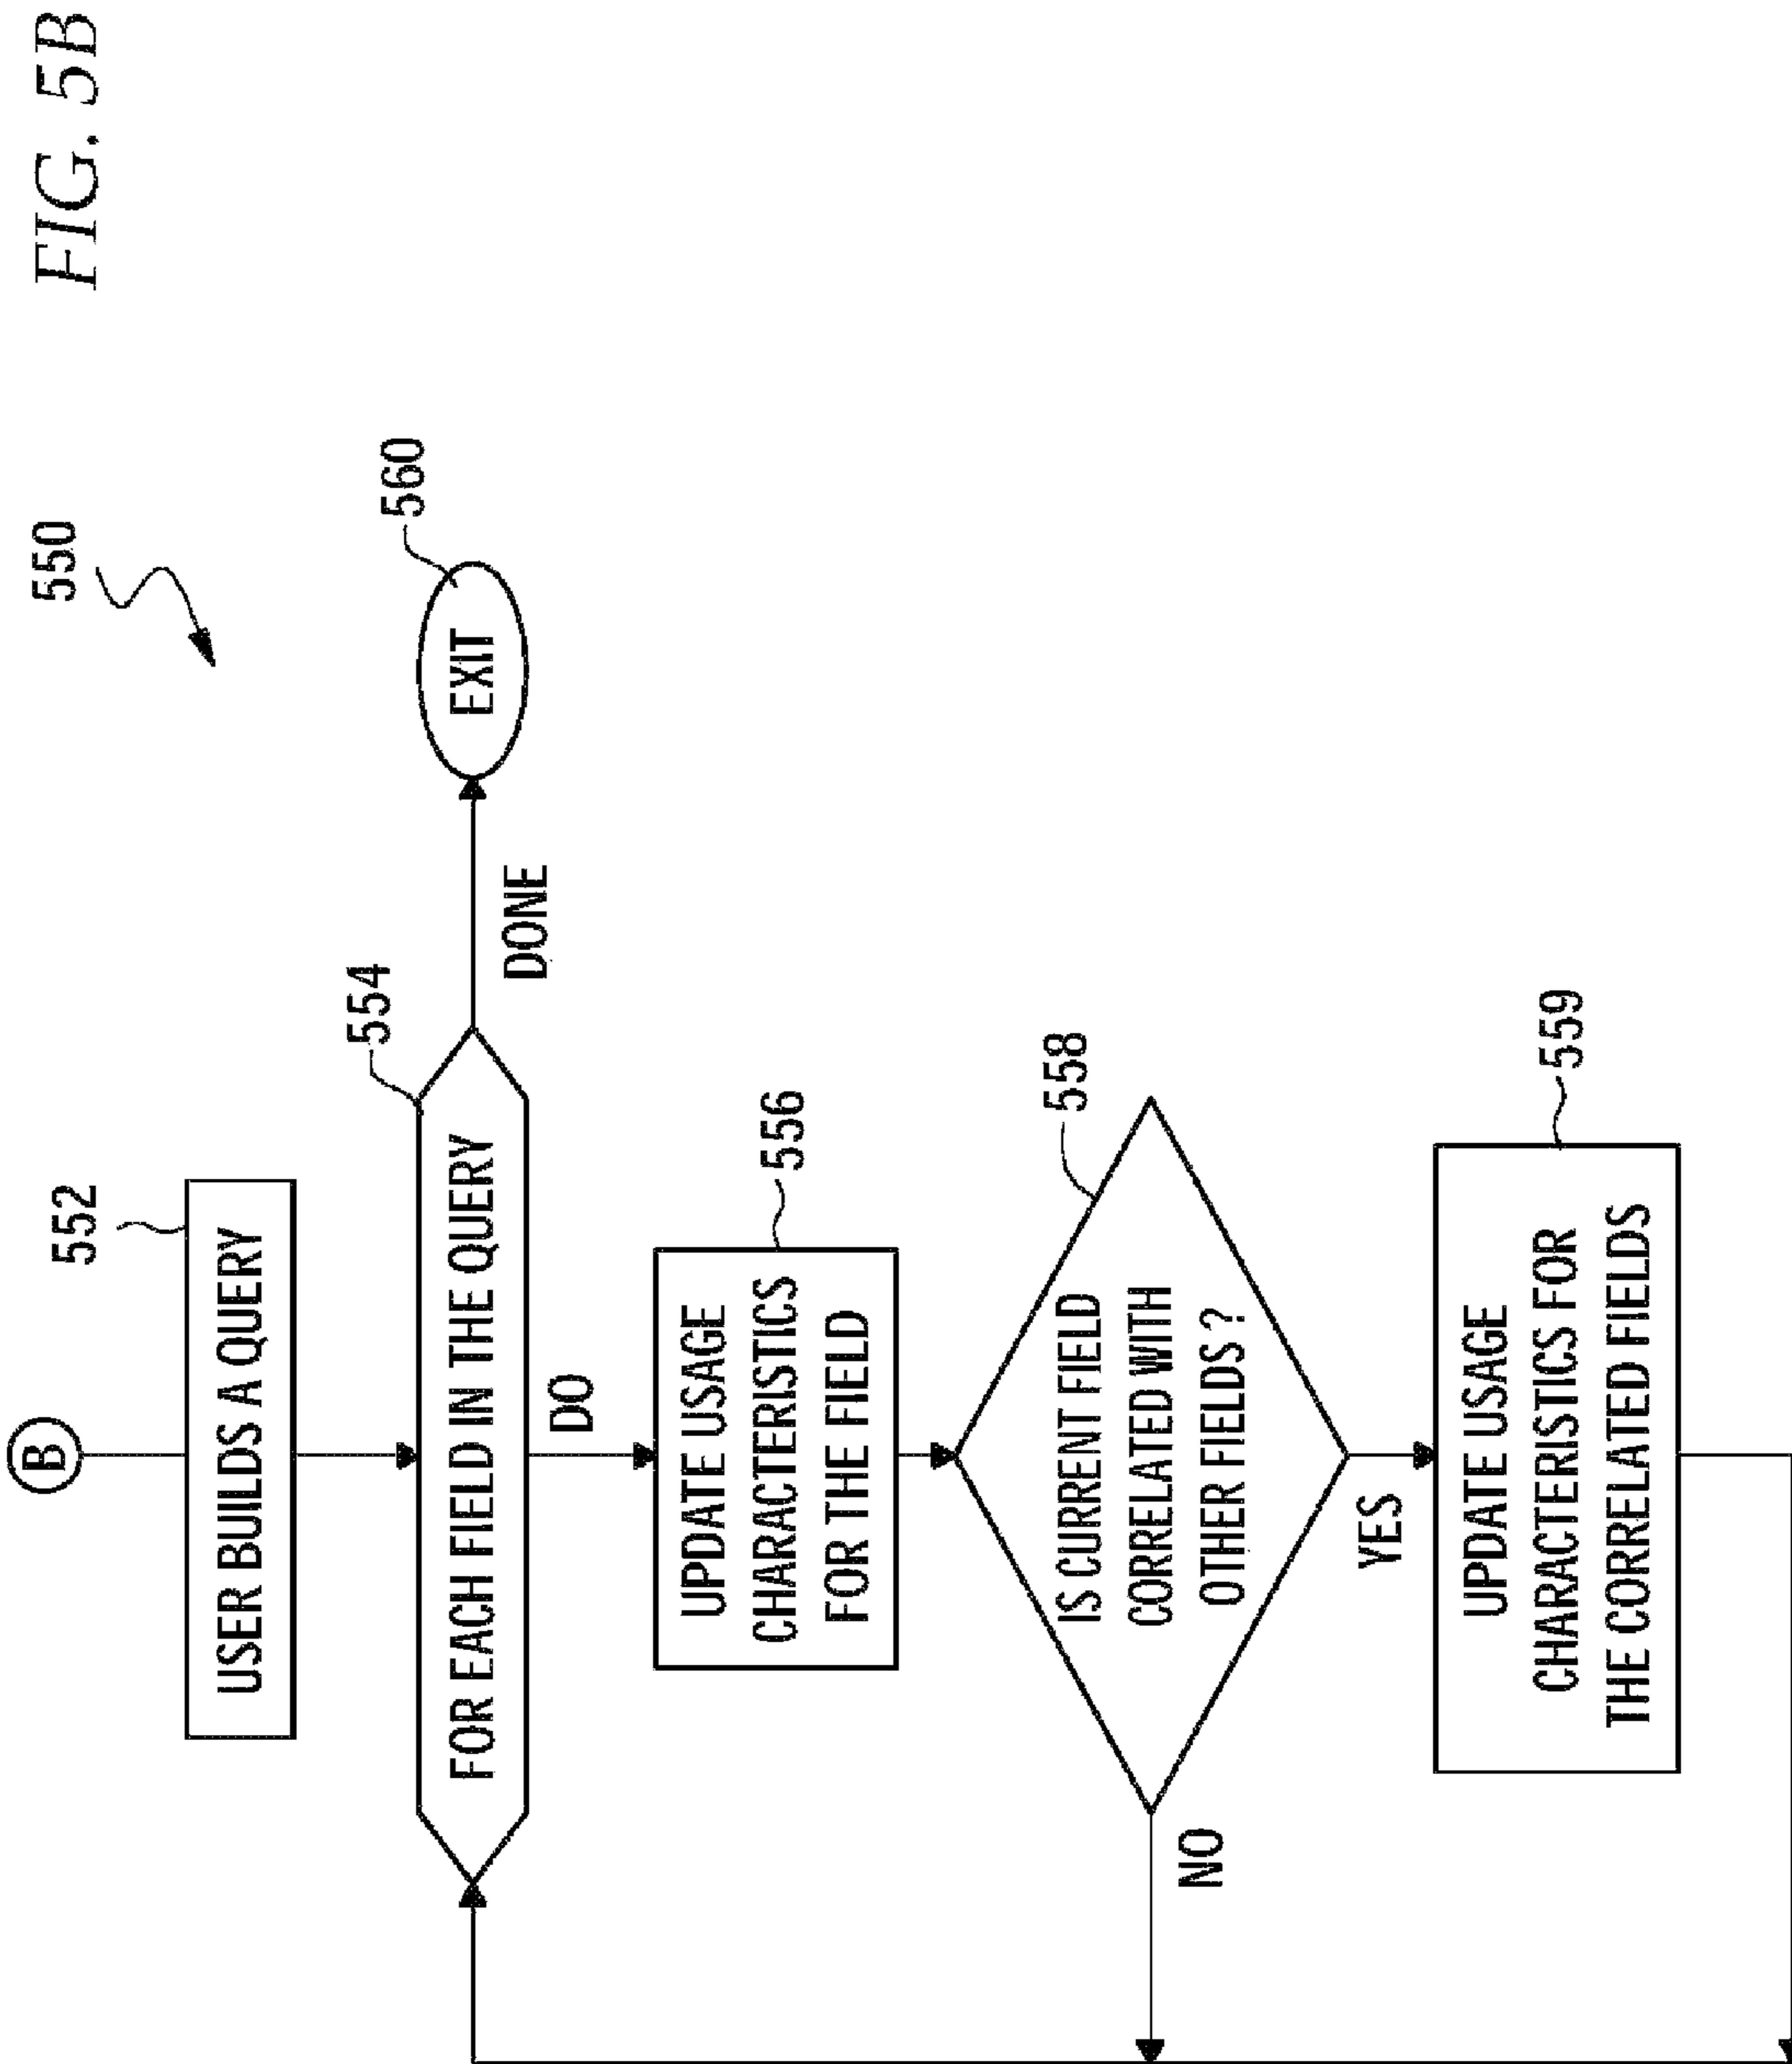 FIG. 5B
550
B
552
USER BUILDS A QUERY
554
FOR EACH FIELD IN THE QUERY
DONE
EXIT
560
DO
556
UPDATE USAGE
CHARACTERISTICS
FOR THE FIELD
558
IS CURRENT FIELD
CORRELATED WITH
OTHER FIELDS ?
NO
YES
559
UPDATE USAGE
CHARACTERISTICS FOR
THE CORRELATED FIELDS